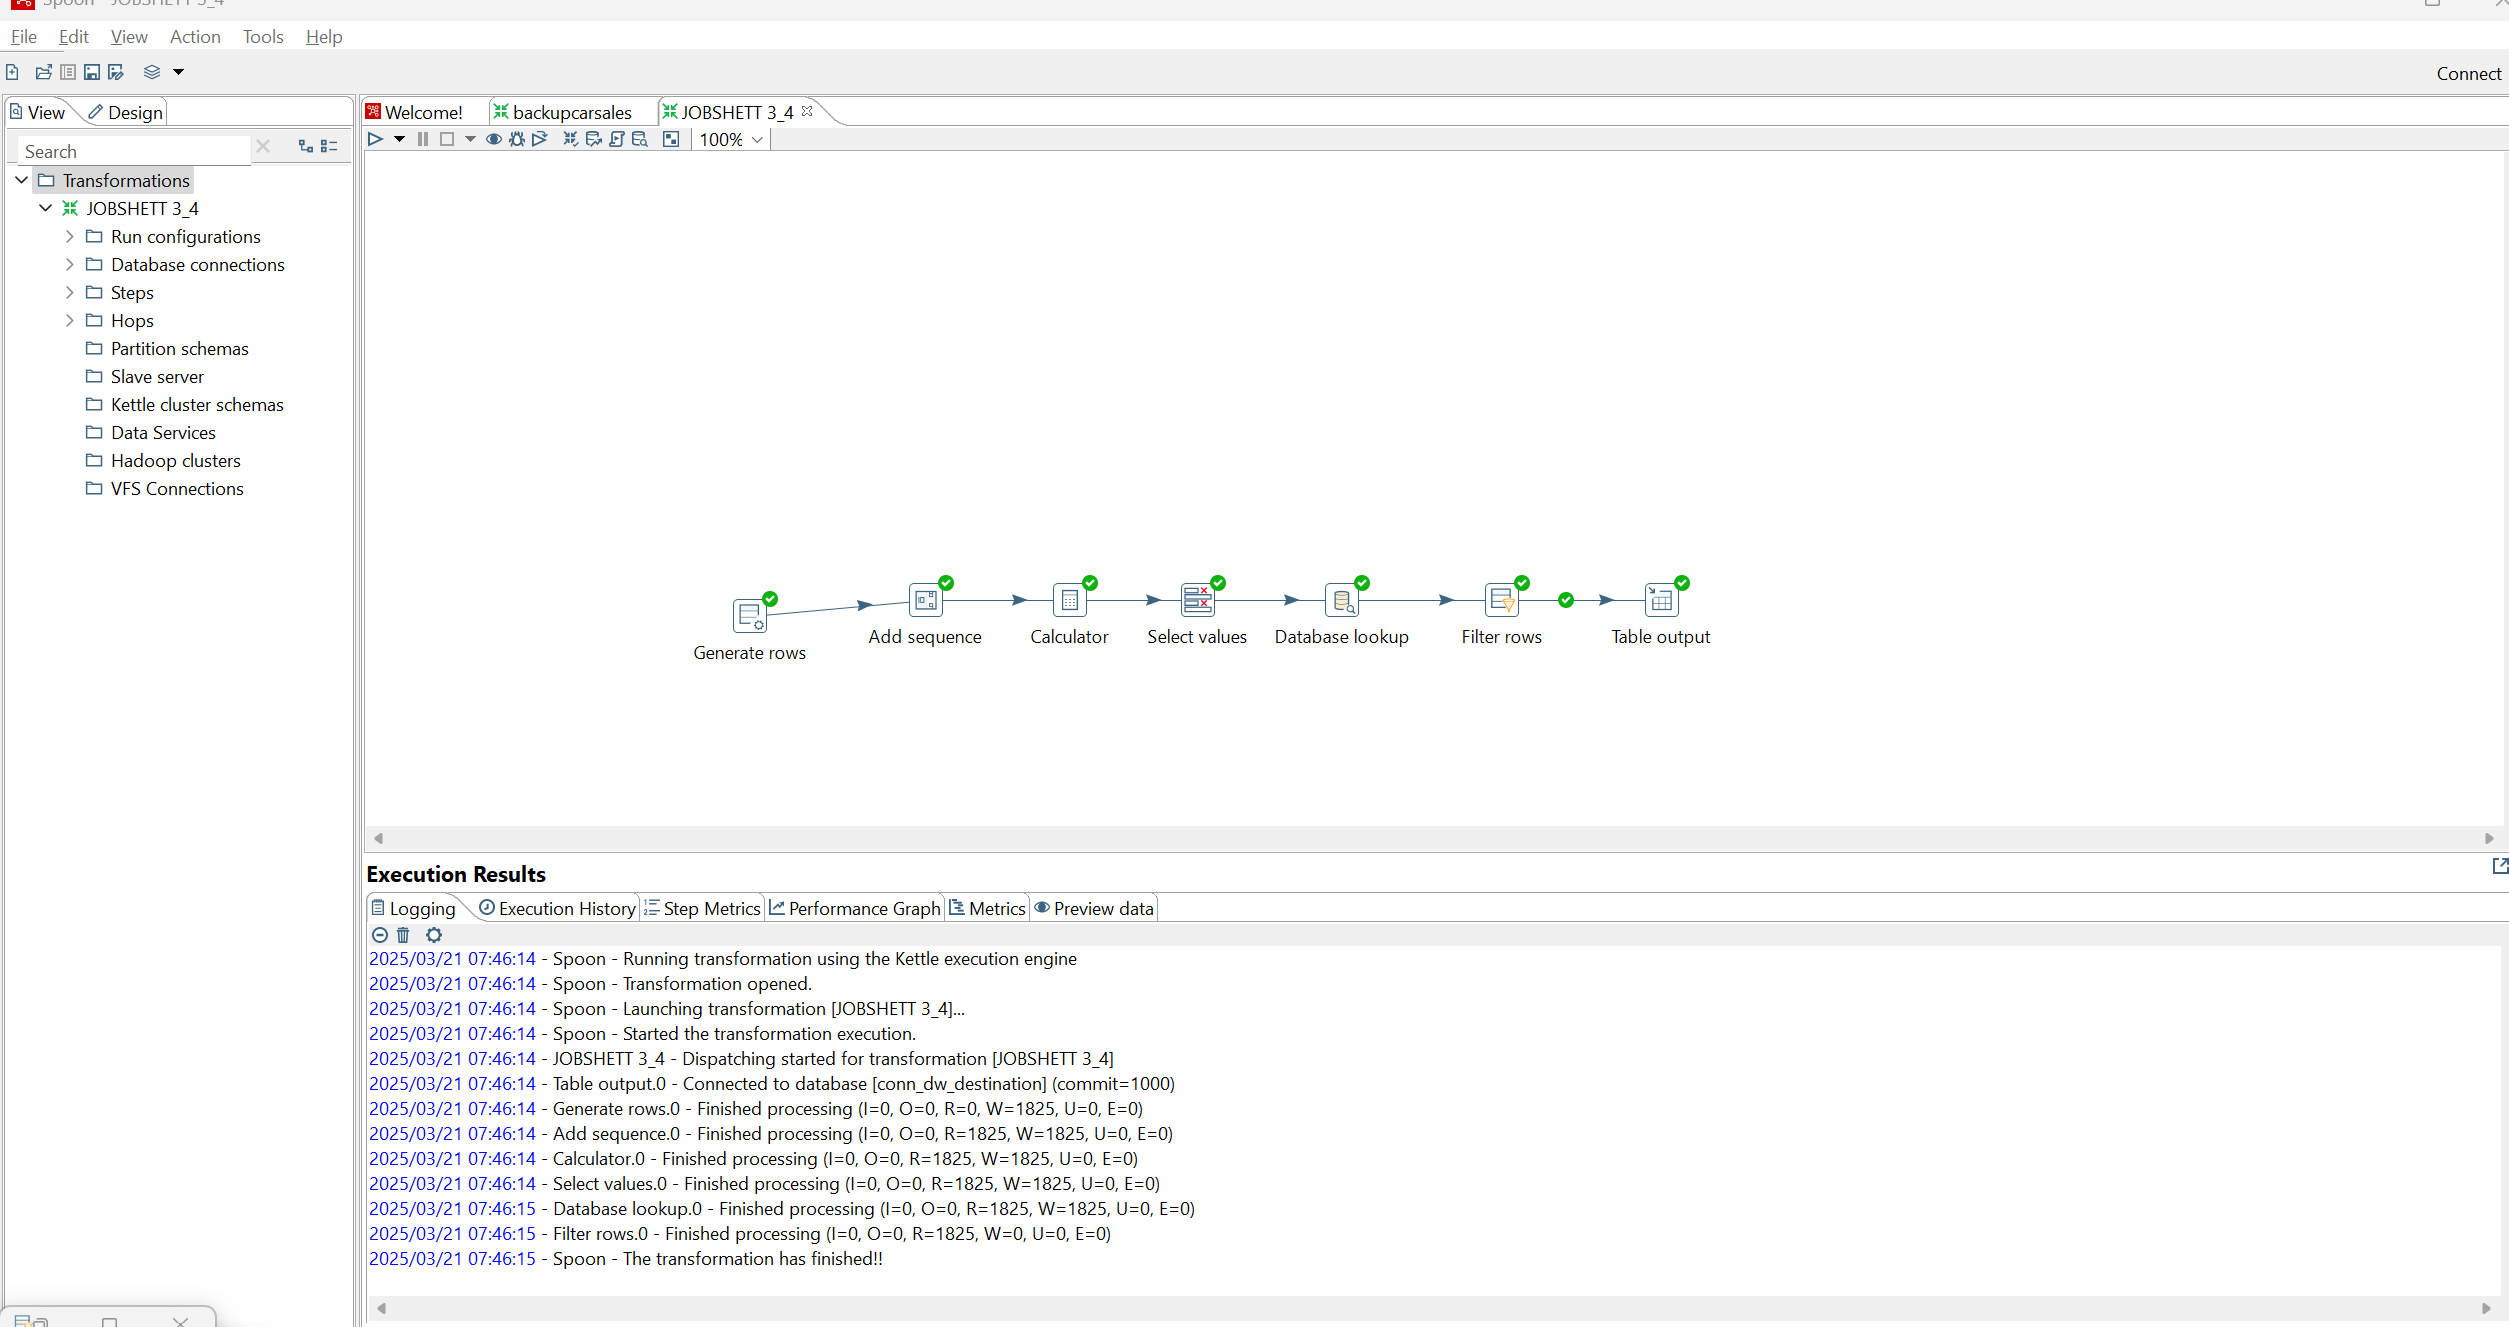 Spoon - JOBSHETT 3_4
File Edit View Action Tools Help
Connect
View Design
Search
Transformations
JOBSHETT 3_4
Run configurations
Database connections
Steps
Hops
Partition schemas
Slave server
Kettle cluster schemas
Data Services
Hadoop clusters
VFS Connections
Welcome! backupcarsales JOBSHETT 3_4
100%
Generate rows
Add sequence
Calculator
Select values
Database lookup
Filter rows
Table output
Execution Results
Logging Execution History Step Metrics Performance Graph Metrics Preview data
2025/03/21 07:46:14 - Spoon - Running transformation using the Kettle execution engine
2025/03/21 07:46:14 - Spoon - Transformation opened.
2025/03/21 07:46:14 - Spoon - Launching transformation [JOBSHETT 3_4]...
2025/03/21 07:46:14 - Spoon - Started the transformation execution.
2025/03/21 07:46:14 - JOBSHETT 3_4 - Dispatching started for transformation [JOBSHETT 3_4]
2025/03/21 07:46:14 - Table output.0 - Connected to database [conn_dw_destination] (commit=1000)
2025/03/21 07:46:14 - Generate rows.0 - Finished processing (I=0, O=0, R=0, W=1825, U=0, E=0)
2025/03/21 07:46:14 - Add sequence.0 - Finished processing (I=0, O=0, R=1825, W=1825, U=0, E=0)
2025/03/21 07:46:14 - Calculator.0 - Finished processing (I=0, O=0, R=1825, W=1825, U=0, E=0)
2025/03/21 07:46:14 - Select values.0 - Finished processing (I=0, O=0, R=1825, W=1825, U=0, E=0)
2025/03/21 07:46:15 - Database lookup.0 - Finished processing (I=0, O=0, R=1825, W=1825, U=0, E=0)
2025/03/21 07:46:15 - Filter rows.0 - Finished processing (I=0, O=0, R=1825, W=0, U=0, E=0)
2025/03/21 07:46:15 - Spoon - The transformation has finished!!